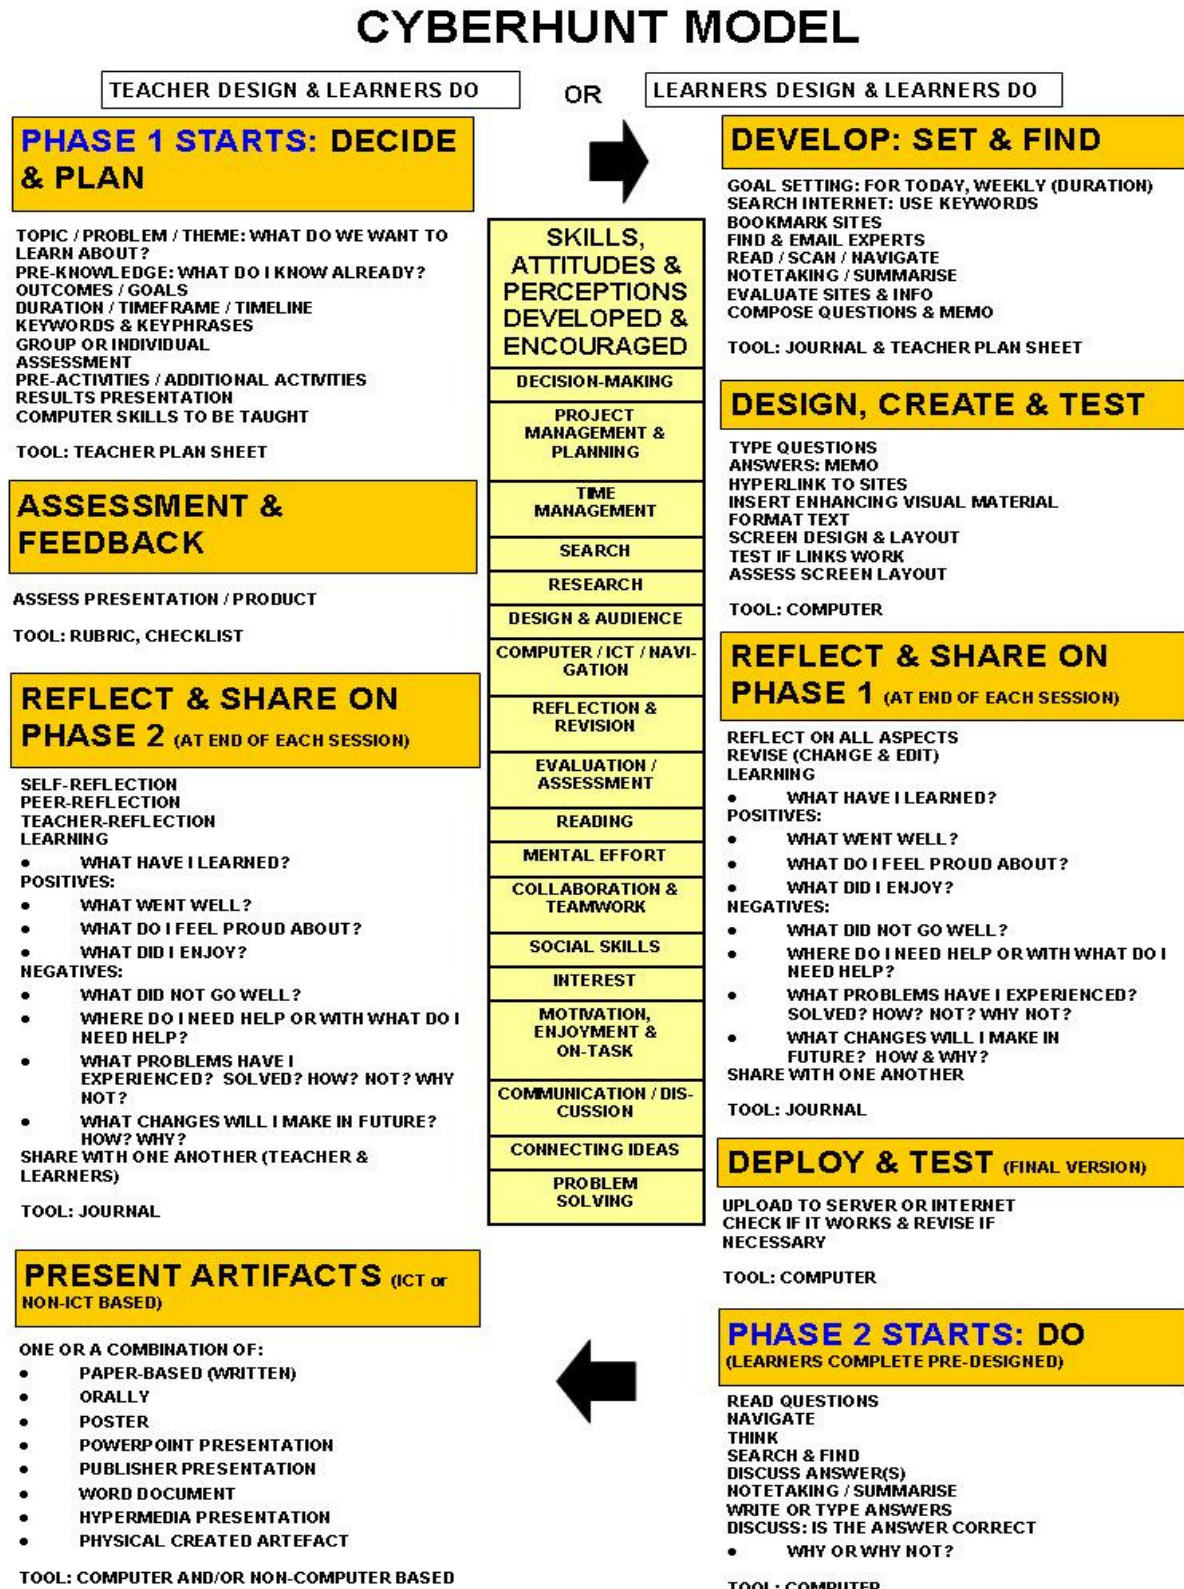 CYBERHUNT MODEL
TEACHER DESIGN & LEARNERS DO
OR
LEARNERS DESIGN & LEARNERS DO
PHASE 1 STARTS: DECIDE
& PLAN
TOPIC / PROBLEM / THEME: WHAT DO WE WANT TO
LEARN ABOUT?
PRE-KNOWLEDGE: WHAT DO I KNOW ALREADY?
OUTCOMES / GOALS
DURATION / TIMEFRAME / TIMELINE
KEYWORDS & KEYPHRASES
GROUP OR INDIVIDUAL
ASSESSMENT
PRE-ACTIVITIES / ADDITIONAL ACTIVITIES
RESULTS PRESENTATION
COMPUTER SKILLS TO BE TAUGHT
TOOL: TEACHER PLAN SHEET
ASSESSMENT &
FEEDBACK
ASSESS PRESENTATION / PRODUCT
TOOL: RUBRIC, CHECKLIST
REFLECT & SHARE ON
PHASE 2 (AT END OF EACH SESSION)
SELF-REFLECTION
PEER-REFLECTION
TEACHER-REFLECTION
LEARNING
• WHAT HAVE I LEARNED?
POSITIVES:
• WHAT WENT WELL?
• WHAT DO I FEEL PROUD ABOUT?
• WHAT DID I ENJOY?
NEGATIVES:
• WHAT DID NOT GO WELL?
• WHERE DO I NEED HELP OR WITH WHAT DO I
NEED HELP?
• WHAT PROBLEMS HAVE I
EXPERIENCED? SOLVED? HOW? NOT? WHY
NOT?
• WHAT CHANGES WILL I MAKE IN FUTURE?
HOW? WHY?
SHARE WITH ONE ANOTHER (TEACHER &
LEARNERS)
TOOL: JOURNAL
PRESENT ARTIFACTS (ICT or
NON-ICT BASED)
ONE OR A COMBINATION OF:
• PAPER-BASED (WRITTEN)
• ORALLY
• POSTER
• POWERPOINT PRESENTATION
• PUBLISHER PRESENTATION
• WORD DOCUMENT
• HYPERMEDIA PRESENTATION
• PHYSICAL CREATED ARTEFACT
TOOL: COMPUTER AND/OR NON-COMPUTER BASED
SKILLS,
ATTITUDES &
PERCEPTIONS
DEVELOPED &
ENCOURAGED
DECISION-MAKING
PROJECT
MANAGEMENT &
PLANNING
TIME
MANAGEMENT
SEARCH
RESEARCH
DESIGN & AUDIENCE
COMPUTER / ICT / NAVI-
GATION
REFLECTION &
REVISION
EVALUATION /
ASSESSMENT
READING
MENTAL EFFORT
COLLABORATION &
TEAMWORK
SOCIAL SKILLS
INTEREST
MOTIVATION,
ENJOYMENT &
ON-TASK
COMMUNICATION / DIS-
CUSSION
CONNECTING IDEAS
PROBLEM
SOLVING
DEVELOP: SET & FIND
GOAL SETTING: FOR TODAY, WEEKLY (DURATION)
SEARCH INTERNET: USE KEYWORDS
BOOKMARK SITES
FIND & EMAIL EXPERTS
READ / SCAN / NAVIGATE
NOTETAKING / SUMMARISE
EVALUATE SITES & INFO
COMPOSE QUESTIONS & MEMO
TOOL: JOURNAL & TEACHER PLAN SHEET
DESIGN, CREATE & TEST
TYPE QUESTIONS
ANSWERS: MEMO
HYPERLINK TO SITES
INSERT ENHANCING VISUAL MATERIAL
FORMAT TEXT
SCREEN DESIGN & LAYOUT
TEST IF LINKS WORK
ASSESS SCREEN LAYOUT
TOOL: COMPUTER
REFLECT & SHARE ON
PHASE 1 (AT END OF EACH SESSION)
REFLECT ON ALL ASPECTS
REVISE (CHANGE & EDIT)
LEARNING
• WHAT HAVE I LEARNED?
POSITIVES:
• WHAT WENT WELL?
• WHAT DO I FEEL PROUD ABOUT?
• WHAT DID I ENJOY?
NEGATIVES:
• WHAT DID NOT GO WELL?
• WHERE DO I NEED HELP OR WITH WHAT DO I
NEED HELP?
• WHAT PROBLEMS HAVE I EXPERIENCED?
SOLVED? HOW? NOT? WHY NOT?
• WHAT CHANGES WILL I MAKE IN
FUTURE? HOW & WHY?
SHARE WITH ONE ANOTHER
TOOL: JOURNAL
DEPLOY & TEST (FINAL VERSION)
UPLOAD TO SERVER OR INTERNET
CHECK IF IT WORKS & REVISE IF
NECESSARY
TOOL: COMPUTER
PHASE 2 STARTS: DO
(LEARNERS COMPLETE PRE-DESIGNED)
READ QUESTIONS
NAVIGATE
THINK
SEARCH & FIND
DISCUSS ANSWER(S)
NOTETAKING / SUMMARISE
WRITE OR TYPE ANSWERS
DISCUSS: IS THE ANSWER CORRECT
• WHY OR WHY NOT?
TOOL: COMPUTER